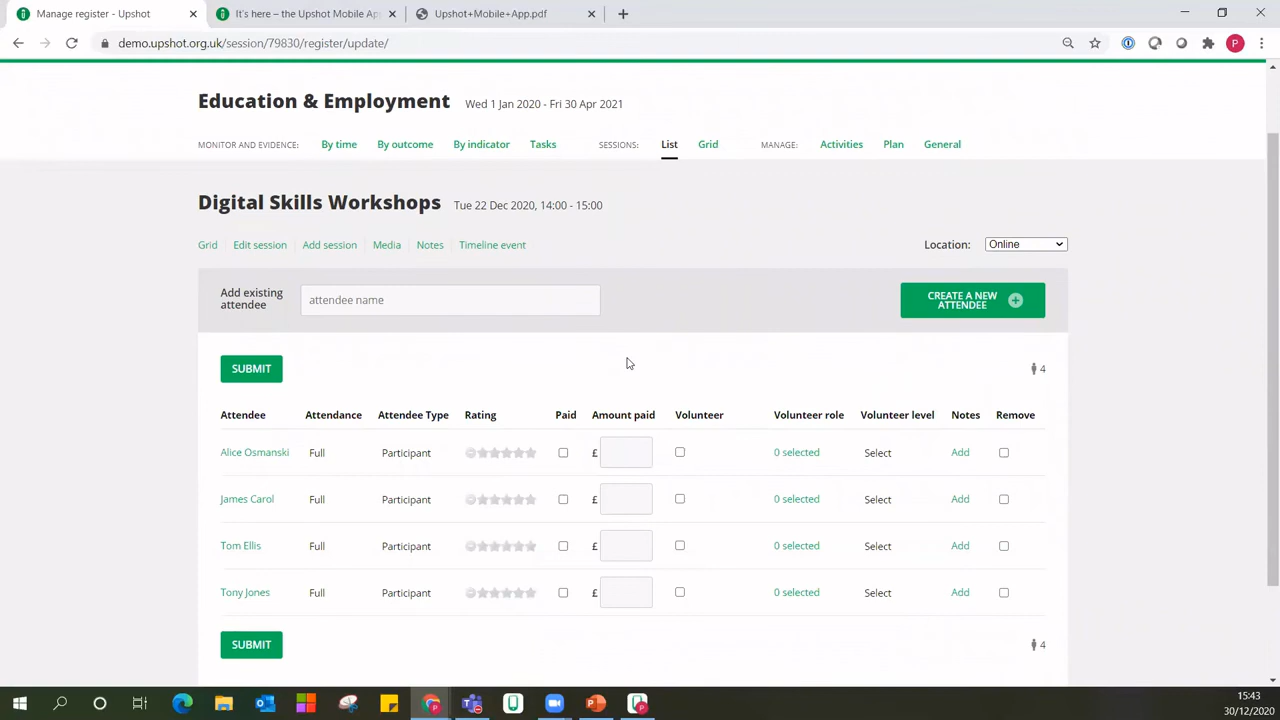 Manage register - Upshot
It's here – the Upshot Mobile Ap
Upshot+Mobile+App.pdf
demo.upshot.org.uk/session/79830/register/update/
P
Education & Employment Wed 1 Jan 2020 - Fri 30 Apr 2021
MONITOR AND EVIDENCE: By time By outcome By indicator Tasks SESSIONS: List Grid MANAGE: Activities Plan General
Digital Skills Workshops Tue 22 Dec 2020, 14:00 - 15:00
Grid Edit session Add session Media Notes Timeline event Location: Online
Add existing
attendee
attendee name
CREATE A NEW
ATTENDEE
SUBMIT 4
Attendee Attendance Attendee Type Rating Paid Amount paid Volunteer Volunteer role Volunteer level Notes Remove
Alice Osmanski Full Participant £ 0 selected Select Add
James Carol Full Participant £ 0 selected Select Add
Tom Ellis Full Participant £ 0 selected Select Add
Tony Jones Full Participant £ 0 selected Select Add
SUBMIT 4
15:43
30/12/2020